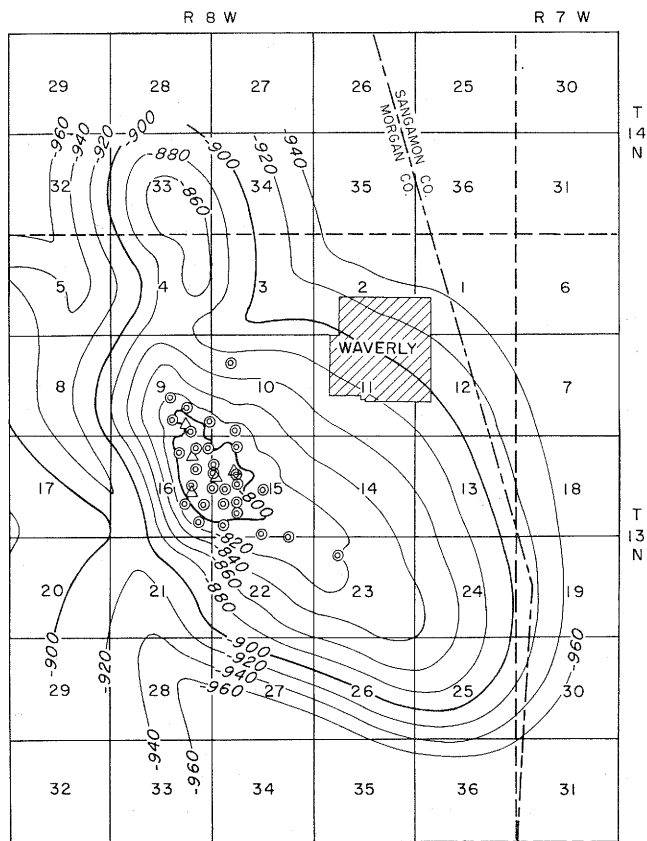 R 8 W R 7 W
29 28 27 26 25 30
T
14
N
-960 -940 -920 -900 -880 -900 -920 -940
SANGAMON CO.
MORGAN CO.
32 33 34 35 36 31
-860
5 4 3 2 1 6
WAVERLY
8 9 10 11 12 7
17 16 15 14 13 18
-800
T
13
N
-820
-840
-860
-880
20 21 22 23 24 19
-900 -920 -900
-920
-940
-960
-960
29 28 27 26 25 30
-940 -960
32 33 34 35 36 31